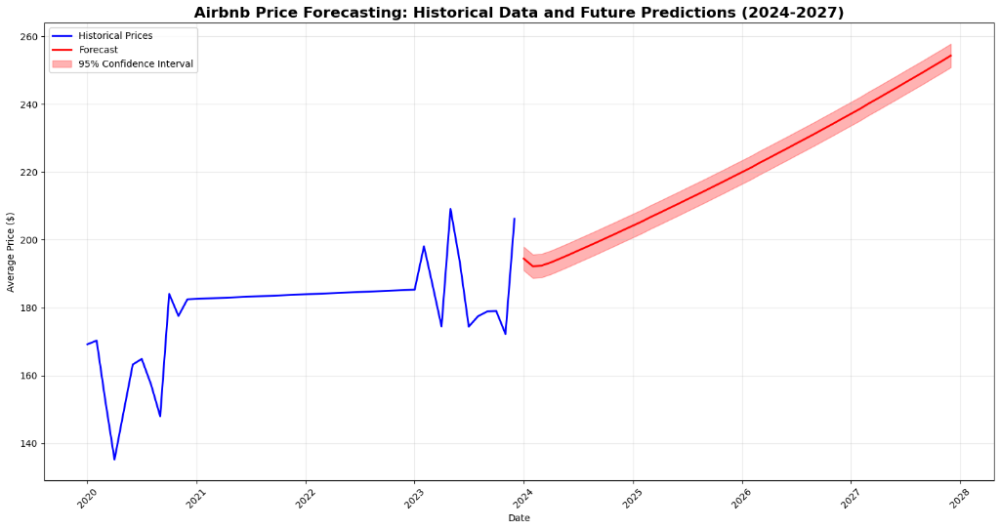 Airbnb Price Forecasting: Historical Data and Future Predictions (2024-2027)
Historical Prices
Forecast
95% Confidence Interval
Average Price ($)
260
240
220
200
180
160
140
2020
2021
2022
2023
2024
2025
2026
2027
2028
Date